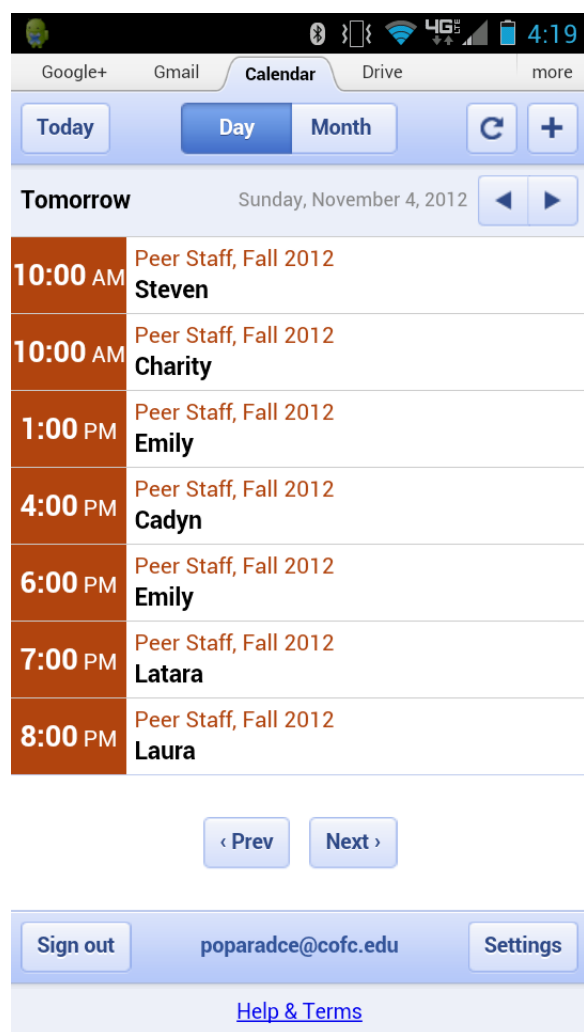 4G LTE 4:19
Google+ Gmail Calendar Drive more
Today Day Month +
Tomorrow Sunday, November 4, 2012
10:00 AM Peer Staff, Fall 2012
Steven
10:00 AM Peer Staff, Fall 2012
Charity
1:00 PM Peer Staff, Fall 2012
Emily
4:00 PM Peer Staff, Fall 2012
Cadyn
6:00 PM Peer Staff, Fall 2012
Emily
7:00 PM Peer Staff, Fall 2012
Latara
8:00 PM Peer Staff, Fall 2012
Laura
‹ Prev Next ›
Sign out poparadce@cofc.edu Settings
Help & Terms